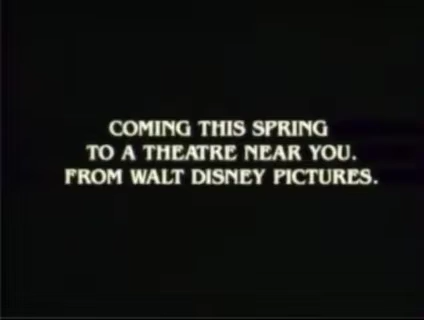 COMING THIS SPRING
TO A THEATRE NEAR YOU.
FROM WALT DISNEY PICTURES.